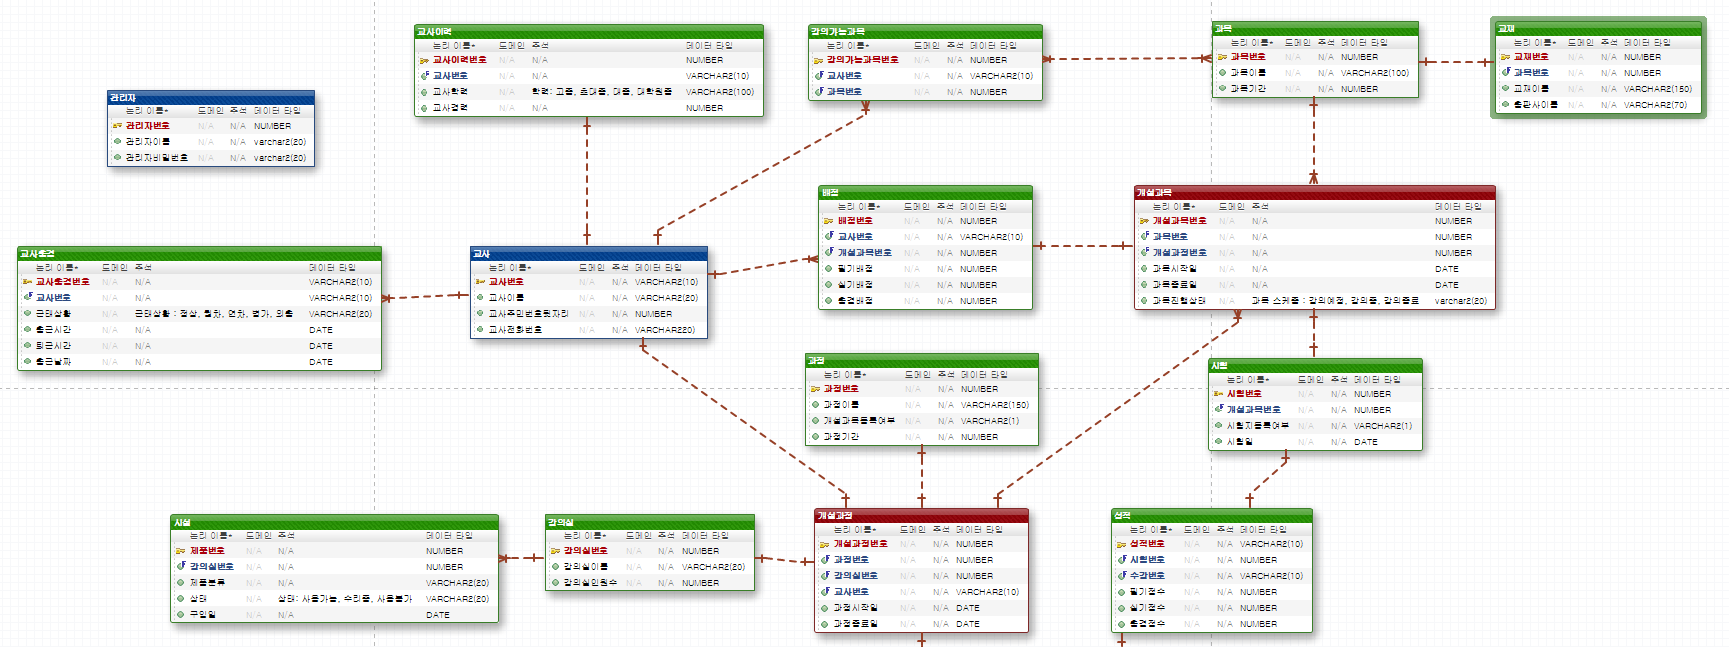 교사이력
논리 이름* 도메인 주석 데이터 타입
교사이력번호 N/A N/A NUMBER
교사번호 N/A N/A VARCHAR2(10)
교사학력 N/A 학력: 고졸, 초대졸, 대졸, 대학원졸 VARCHAR2(100)
교사경력 N/A N/A NUMBER
강의가능과목
논리 이름* 도메인 주석 데이터 타입
강의가능과목번호 N/A N/A NUMBER
교사번호 N/A N/A VARCHAR2(10)
과목번호 N/A N/A NUMBER
과목
논리 이름* 도메인 주석 데이터 타입
과목번호 N/A N/A NUMBER
과목이름 N/A N/A VARCHAR2(100)
과목기간 N/A N/A NUMBER
교재
논리 이름* 도메인 주석 데이터 타입
교재번호 N/A N/A NUMBER
과목번호 N/A N/A NUMBER
교재이름 N/A N/A VARCHAR2(150)
출판사이름 N/A N/A VARCHAR2(70)
관리자
논리 이름* 도메인 주석 데이터 타입
관리자번호 N/A N/A NUMBER
관리자이름 N/A N/A varchar2(20)
관리자비밀번호 N/A N/A varchar2(20)
교사출결
논리 이름* 도메인 주석 데이터 타입
교사출결번호 N/A N/A VARCHAR2(10)
교사번호 N/A N/A VARCHAR2(10)
근태상황 N/A 근태상황 : 정상, 월차, 연차, 병가, 외출 VARCHAR2(20)
출근시간 N/A N/A DATE
퇴근시간 N/A N/A DATE
출근날짜 N/A N/A DATE
교사
논리 이름* 도메인 주석 데이터 타입
교사번호 N/A N/A VARCHAR2(10)
교사이름 N/A N/A VARCHAR2(20)
교사주민번호뒷자리 N/A N/A NUMBER
교사전화번호 N/A N/A VARCHAR220)
배점
논리 이름* 도메인 주석 데이터 타입
배점번호 N/A N/A NUMBER
교사번호 N/A N/A VARCHAR2(10)
개설과목번호 N/A N/A NUMBER
필기배점 N/A N/A NUMBER
실기배점 N/A N/A NUMBER
출결배점 N/A N/A NUMBER
개설과목
논리 이름* 도메인 주석 데이터 타입
개설과목번호 N/A N/A NUMBER
과목번호 N/A N/A NUMBER
개설과정번호 N/A N/A NUMBER
과목시작일 N/A N/A DATE
과목종료일 N/A N/A DATE
과목진행상태 N/A 과목 스케줄 : 강의예정, 강의중, 강의종료 varchar2(20)
과정
논리 이름* 도메인 주석 데이터 타입
과정번호 N/A N/A NUMBER
과정이름 N/A N/A VARCHAR2(150)
개설과목등록여부 N/A N/A VARCHAR2(1)
과정기간 N/A N/A NUMBER
시험
논리 이름* 도메인 주석 데이터 타입
시험번호 N/A N/A NUMBER
개설과목번호 N/A N/A NUMBER
시험지등록여부 N/A N/A VARCHAR2(1)
시험일 N/A N/A DATE
시설
논리 이름* 도메인 주석 데이터 타입
제품번호 N/A N/A NUMBER
강의실번호 N/A N/A NUMBER
제품분류 N/A N/A VARCHAR2(20)
상태 N/A 상태: 사용가능, 수리중, 사용불가 VARCHAR2(20)
구입일 N/A N/A DATE
강의실
논리 이름* 도메인 주석 데이터 타입
강의실번호 N/A N/A NUMBER
강의실이름 N/A N/A VARCHAR2(20)
강의실인원수 N/A N/A NUMBER
개설과정
논리 이름* 도메인 주석 데이터 타입
개설과정번호 N/A N/A NUMBER
과정번호 N/A N/A NUMBER
강의실번호 N/A N/A NUMBER
교사번호 N/A N/A VARCHAR2(10)
과정시작일 N/A N/A DATE
과정종료일 N/A N/A DATE
성적
논리 이름* 도메인 주석 데이터 타입
성적번호 N/A N/A VARCHAR2(10)
시험번호 N/A N/A NUMBER
수강번호 N/A N/A VARCHAR2(10)
필기점수 N/A N/A NUMBER
실기점수 N/A N/A NUMBER
출결점수 N/A N/A NUMBER